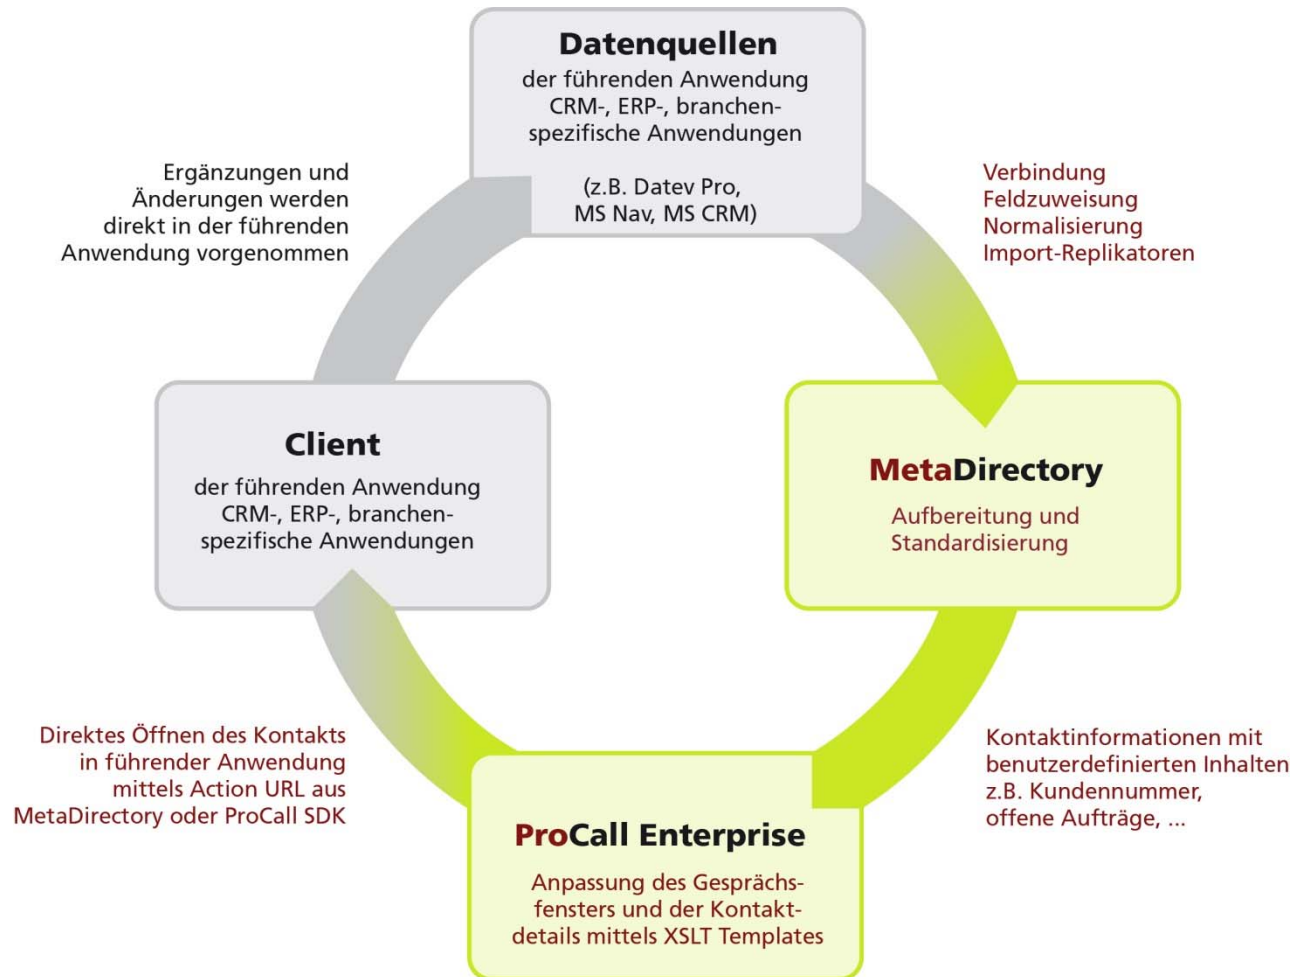 Datenquellen
der führenden Anwendung
CRM-, ERP-, branchen-
spezifische Anwendungen
(z.B. Datev Pro,
MS Nav, MS CRM)
Ergänzungen und
Änderungen werden
direkt in der führenden
Anwendung vorgenommen
Verbindung
Feldzuweisung
Normalisierung
Import-Replikatoren
Client
der führenden Anwendung
CRM-, ERP-, branchen-
spezifische Anwendungen
MetaDirectory
Aufbereitung und
Standardisierung
Direktes Öffnen des Kontakts
in führender Anwendung
mittels Action URL aus
MetaDirectory oder ProCall SDK
Kontaktinformationen mit
benutzerdefinierten Inhalten
z.B. Kundennummer,
offene Aufträge, ...
ProCall Enterprise
Anpassung des Gesprächs-
fensters und der Kontakt-
details mittels XSLT Templates